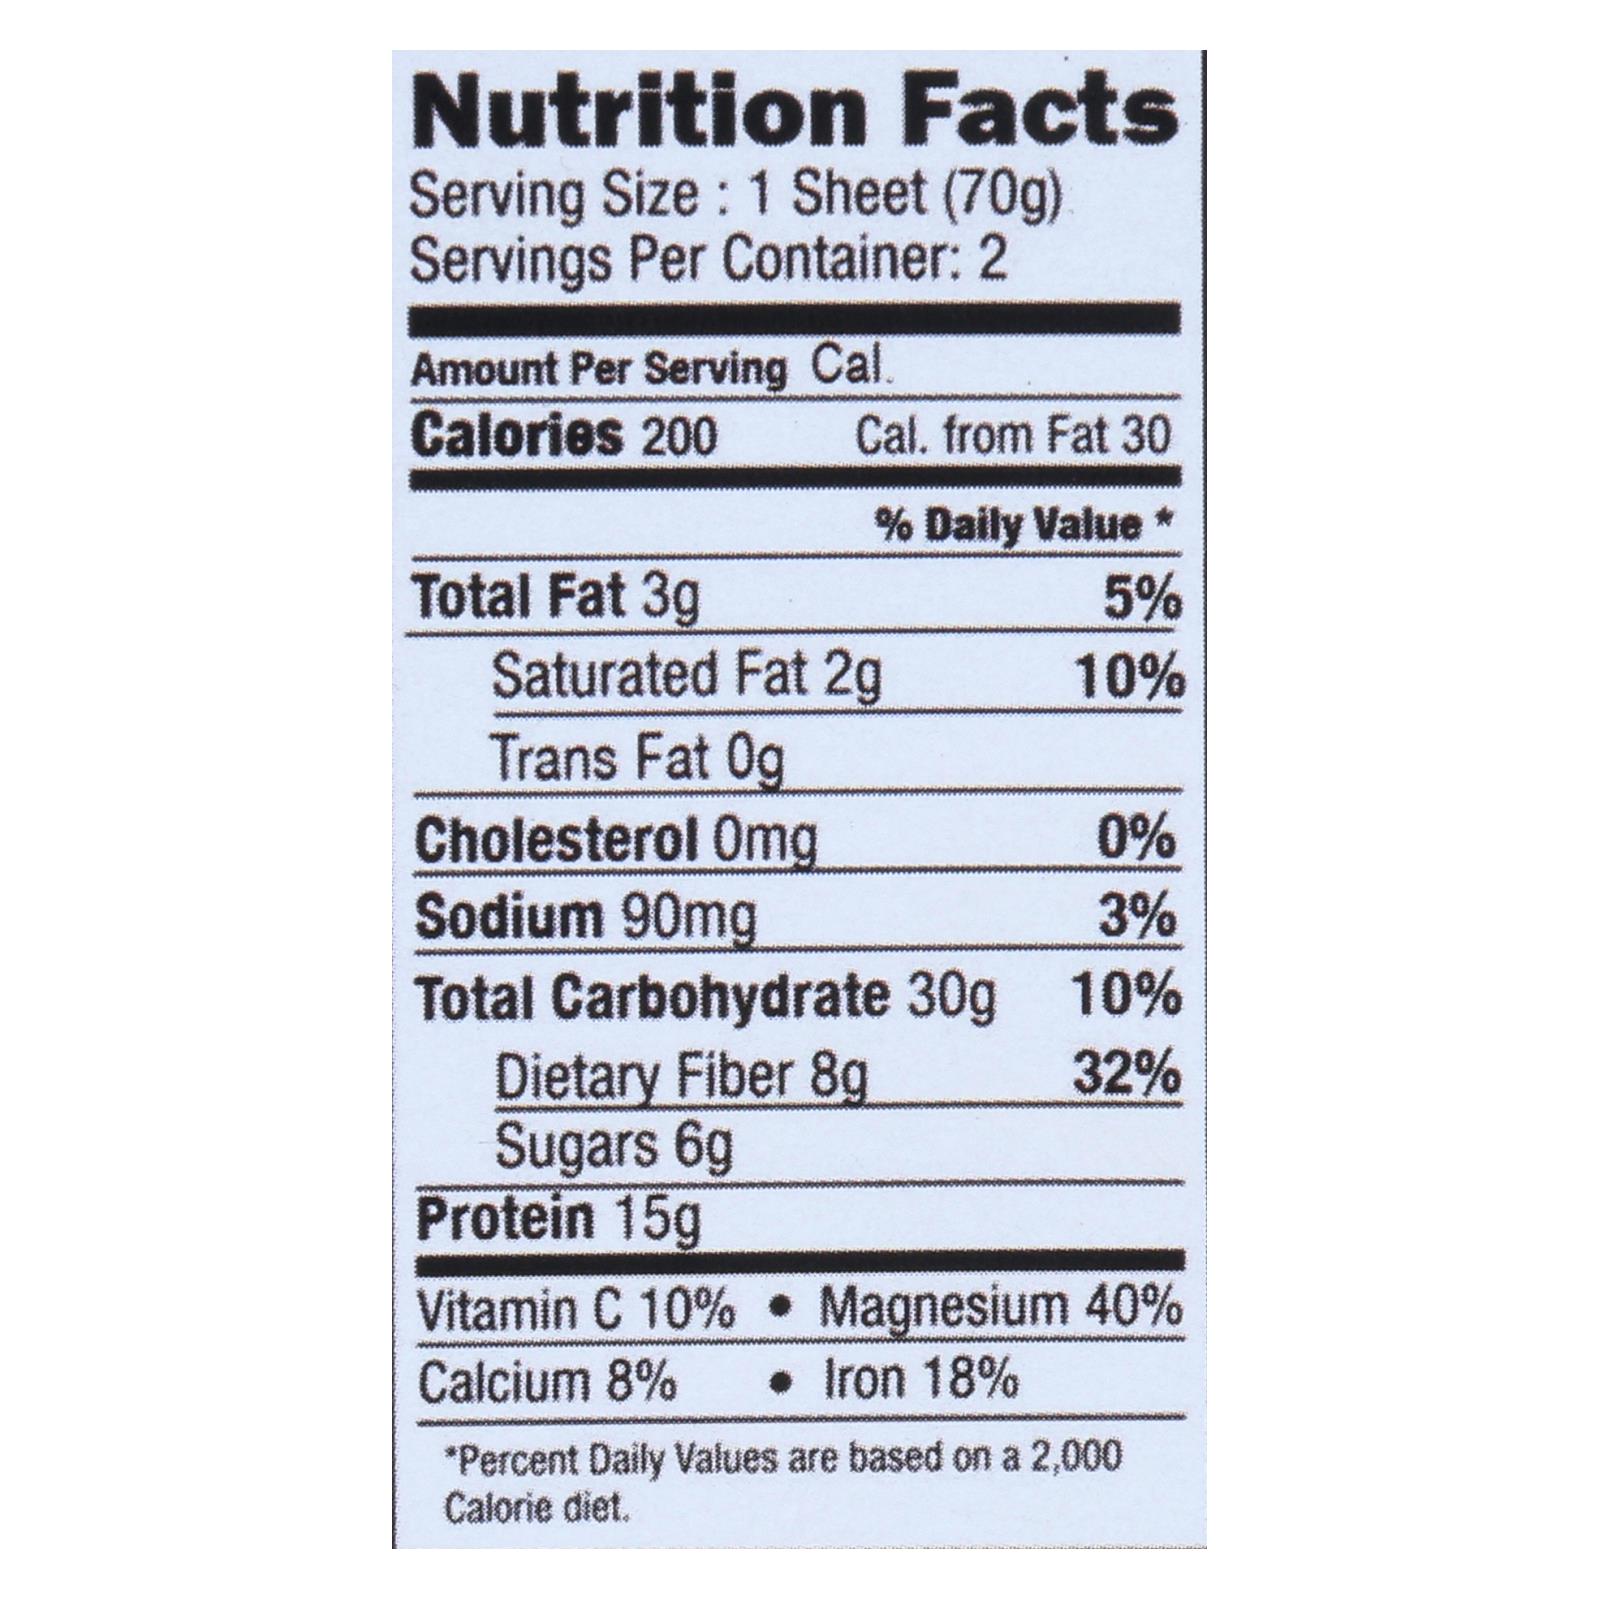 Nutrition Facts
Serving Size : 1 Sheet (70g)
Servings Per Container: 2
Amount Per Serving Cal.
Calories 200 Cal. from Fat 30
% Daily Value *
Total Fat 3g 5%
Saturated Fat 2g 10%
Trans Fat 0g
Cholesterol 0mg 0%
Sodium 90mg 3%
Total Carbohydrate 30g 10%
Dietary Fiber 8g 32%
Sugars 6g
Protein 15g
Vitamin C 10% • Magnesium 40%
Calcium 8% • Iron 18%
*Percent Daily Values are based on a 2,000
Calorie diet.